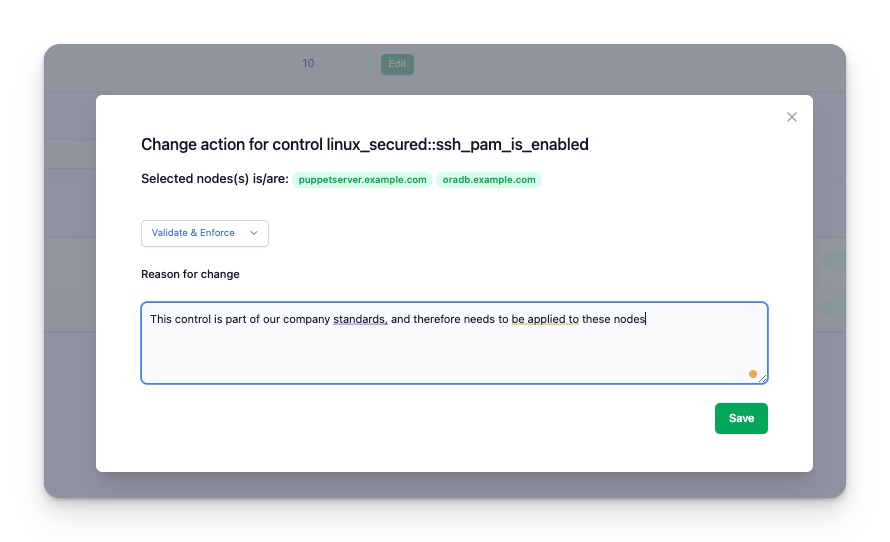 10 Edit
Change action for control linux_secured::ssh_pam_is_enabled
Selected nodes(s) is/are: puppetserver.example.com oradb.example.com
Validate & Enforce
Reason for change
This control is part of our company standards, and therefore needs to be applied to these nodes
Save